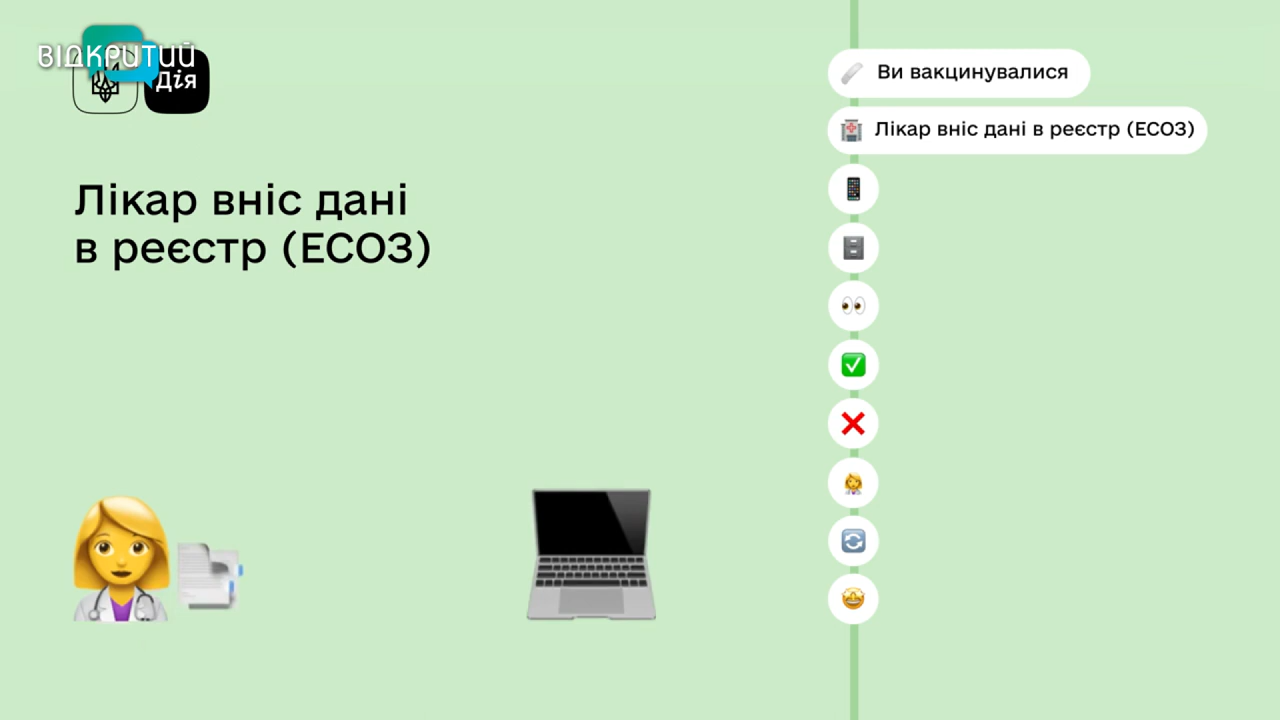 ВІДКРИТИЙ
Дія
Лікар вніс дані
в реєстр (ЕСОЗ)
Ви вакцинувалися
Лікар вніс дані в реєстр (ЕСОЗ)